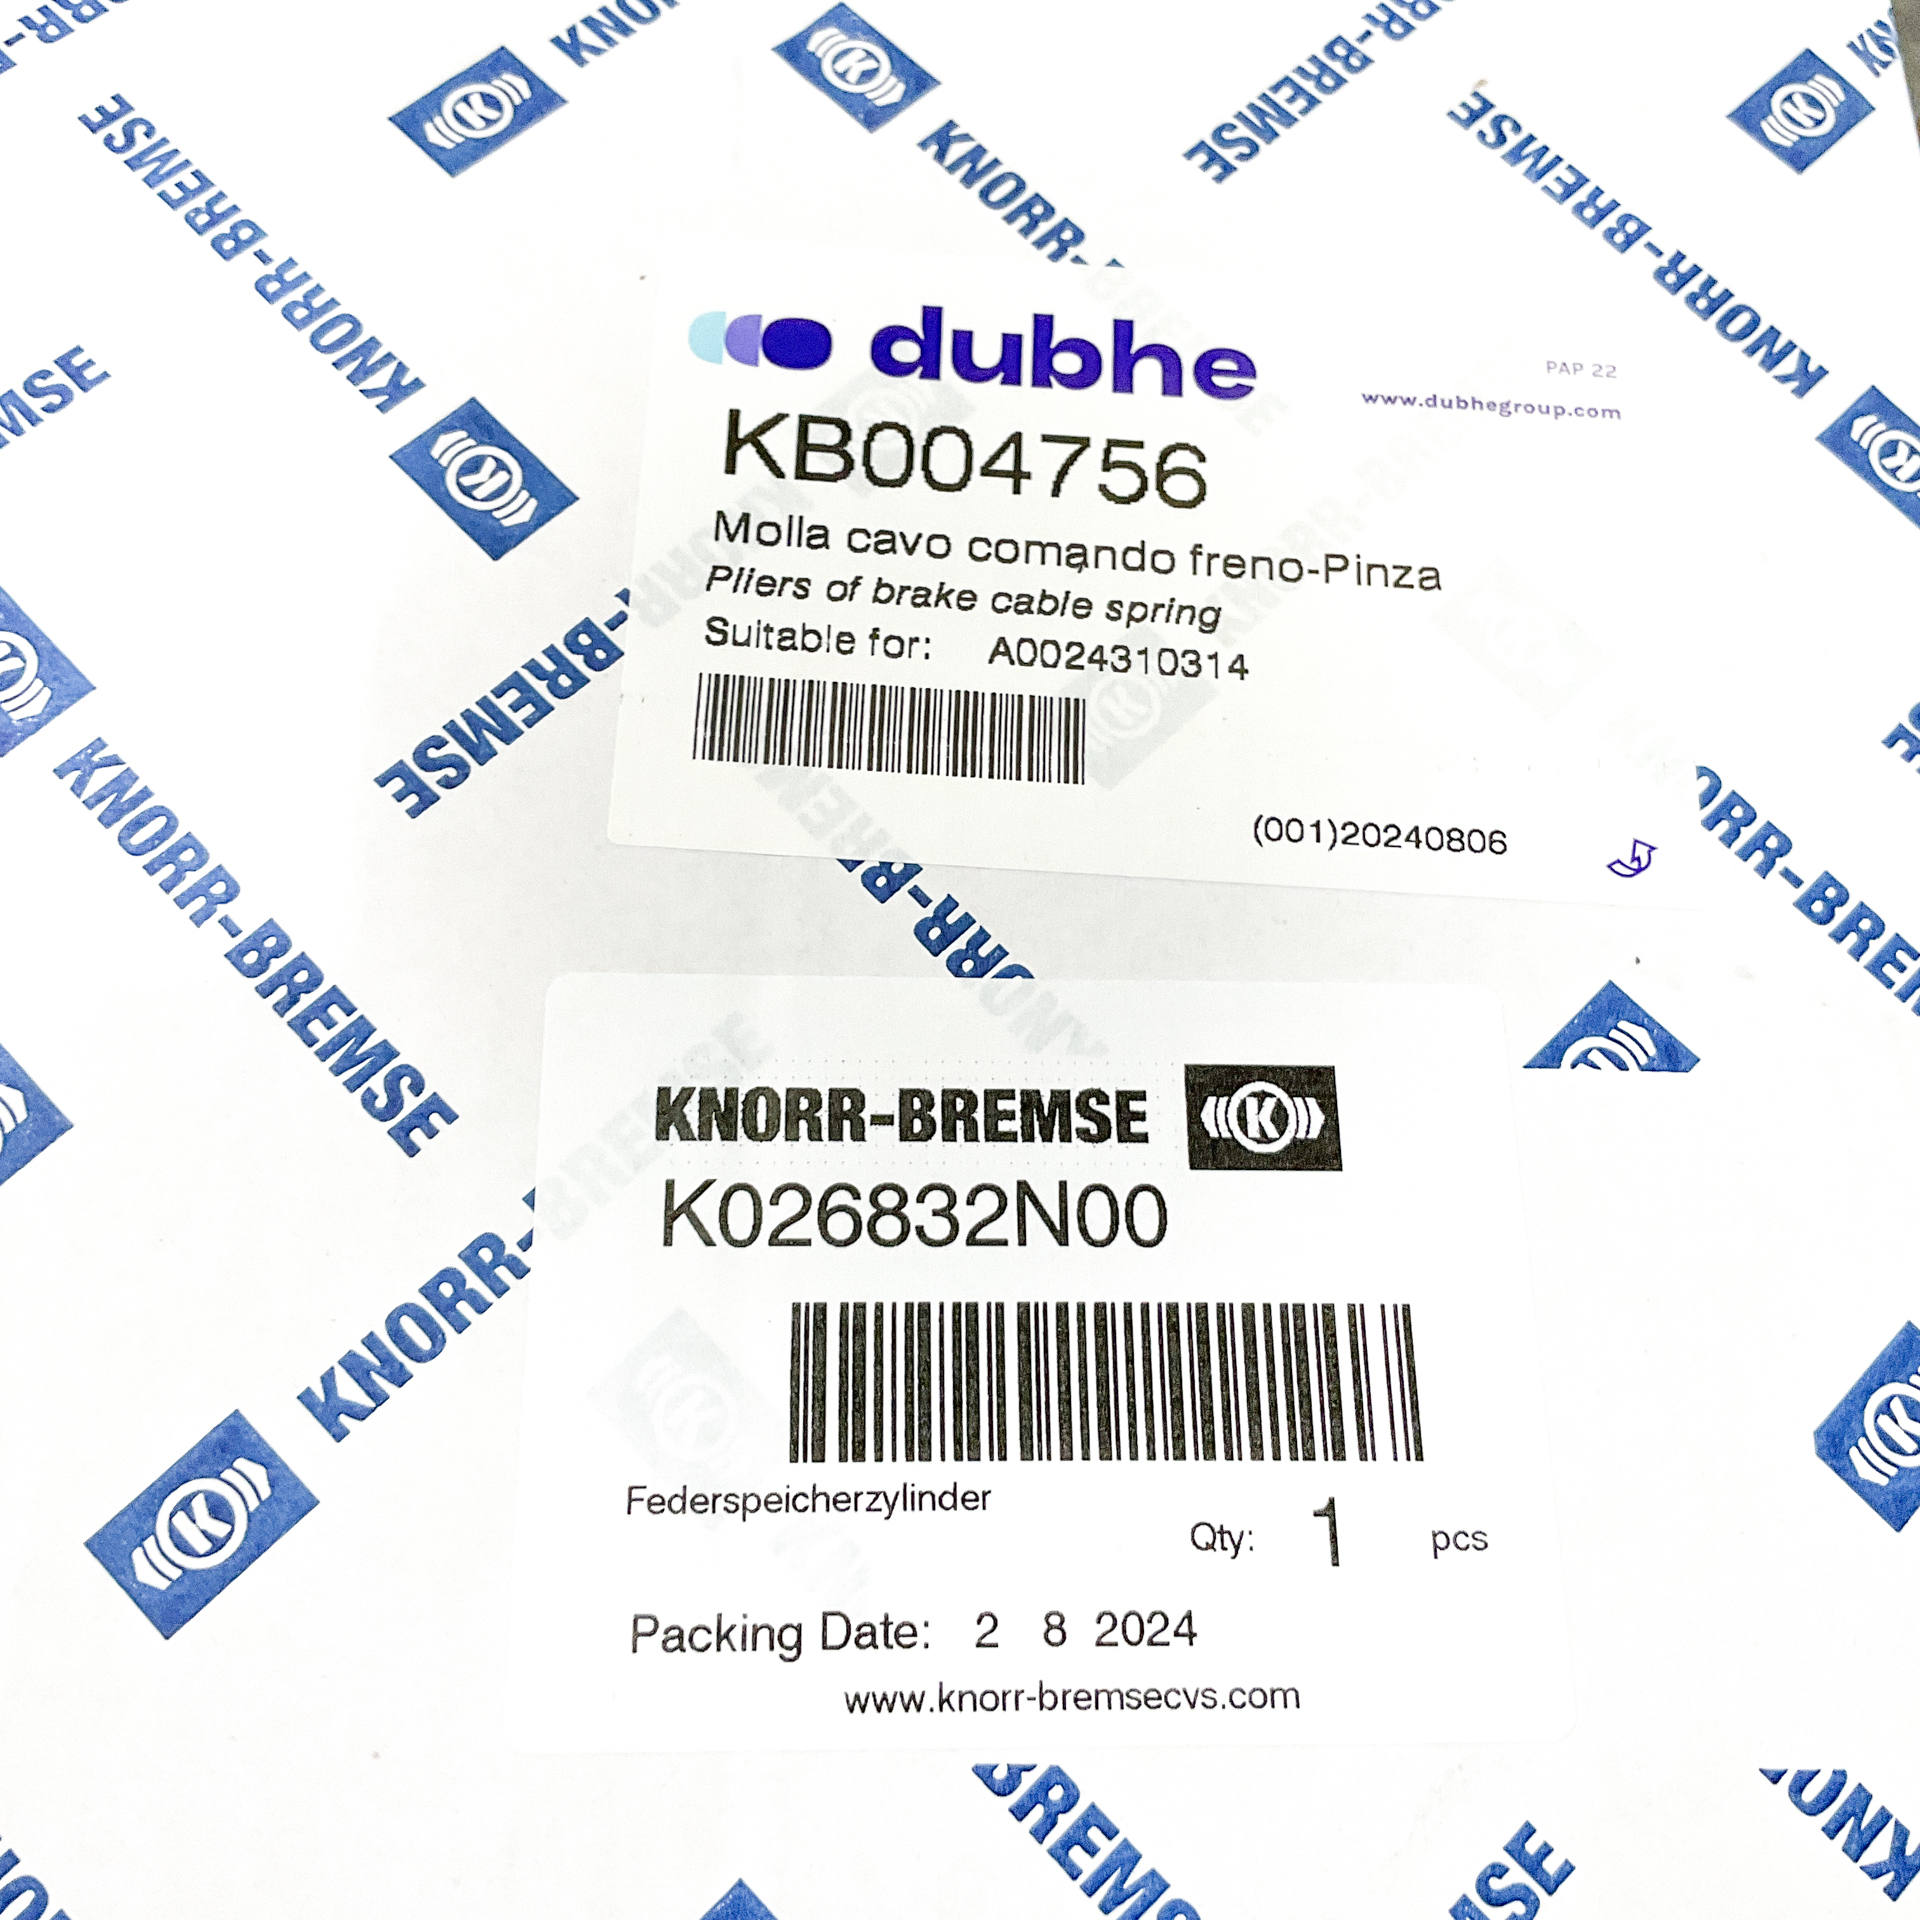 KNORR-BREMSE
KNORR-BREMSE
KNORR-BREMSE
dubhe
PAP 22
www.dubhegroup.com
KB004756
Molla cavo comando freno-Pinza
Pliers of brake cable spring
Suitable for: A0024310314
(001)20240806
KNORR-BREMSE
KNORR-BREMSE K
K026832N00
Federspeicherzylinder
Qty: 1 pcs
Packing Date: 2 8 2024
www.knorr-bremsecvs.com